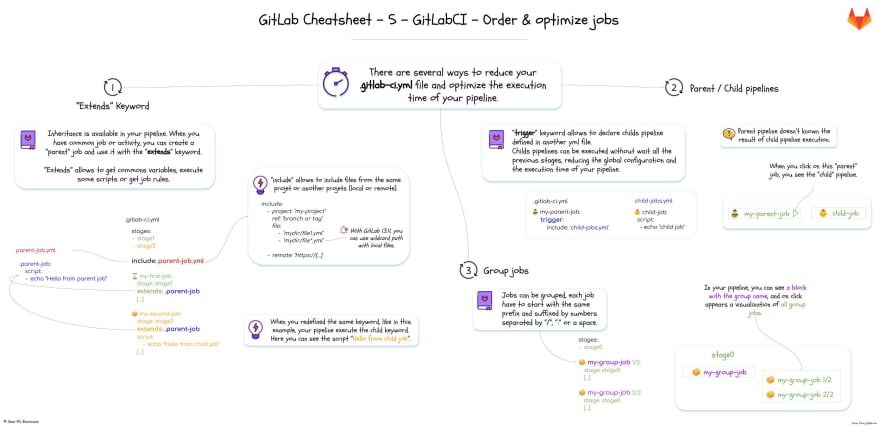 GitLab Cheatsheet - 5 - GitLabCI - Order & optimize jobs
There are several ways to reduce your
.gitlab-ci.yml file and optimize the execution
time of your pipeline.
1
"Extends" Keyword
Inheritance is available in your pipeline. When you
have common job or activity, you can create a
"parent" job and use it with the "extends" keyword.
"Extends" allow to get commons variables, execute
some scripts or get job rules.
"include" allows to include files from the same
projet or another projets (local or remote).
include:
- project: 'my-project'
ref: 'branch or tag'
file:
- 'mydir/file1.yml'
- 'mydir/file*.yml'
- remote: 'https://[...]
With GitLab 13.11, you
can use wildcard path
with local files.
.gitlab-ci.yml
stages:
- stage1
- stage2
include: parent-job.yml
my-first-job:
stage: stage1
extends: .parent-job
[...]
my-second-job:
stage: stage2
extends: .parent-job
script:
- echo "Hello from child job"
parent-job.yml
.parent-job:
script:
- echo "Hello from parent job"
When you redefined the same keyword, like in this
example, your pipeline execute the child keyword.
Here you can see the script "Hello from child job".
2
Parent / Child pipelines
"trigger" keyword allows to declare childs pipeline
defined in another yml file.
Childs pipelines can be executed without wait all the
previous stages, reducing the global configuration and
the execution time of your pipeline.
Parent pipeline doesn't known the
result of child pipeline execution.
When you click on this "parent"
job, you see the "child" pipeline.
my-parent-job
child-job
.gitlab-ci.yml
my-parent-job:
trigger:
include: 'child-jobs.yml'
child-jobs.yml
child-job:
script:
- echo "child job"
3
Group jobs
Jobs can be grouped, each job
have to start with the same
prefix and suffixed by numbers
separated by "/", ":" or a space.
stages:
- stage0
my-group-job 1/2:
stage: stage0
[...]
my-group-job 2/2:
stage: stage0
[...]
In your pipeline, you can see a block
with the group name, and on click
appears a visualization of all group
jobs.
stage0
my-group-job
my-group-job 1/2
my-group-job 2/2